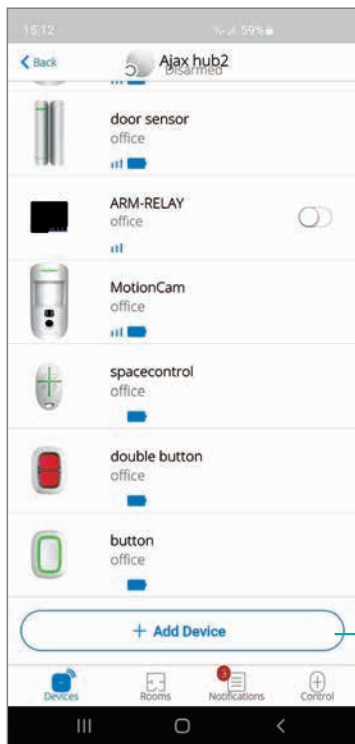 15:12
59%
Back
Ajax hub2
Disarmed
door sensor
office
ARM-RELAY
office
MotionCam
office
spacecontrol
office
double button
office
button
office
+ Add Device
3
Devices
Rooms
Notifications
Control